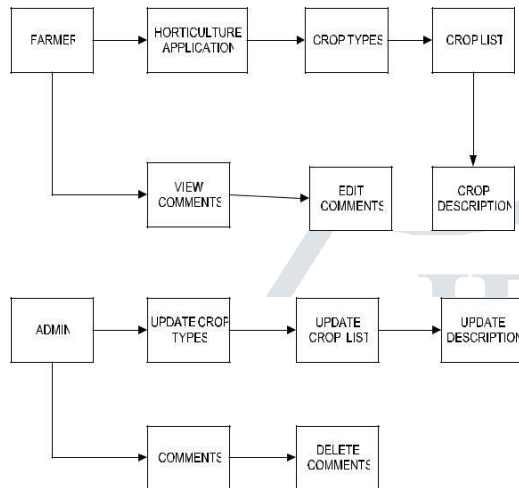 FARMER
HORTICULTURE
APPLICATION
CROP TYPES
CROP LIST
VIEW
COMMENTS
EDIT
COMMENTS
CROP
DESCRIPTION
ADMIN
UPDATE CROP
TYPES
UPDATE
CROP LIST
UPDATE
DESCRIPTION
COMMENTS
DELETE
COMMENTS